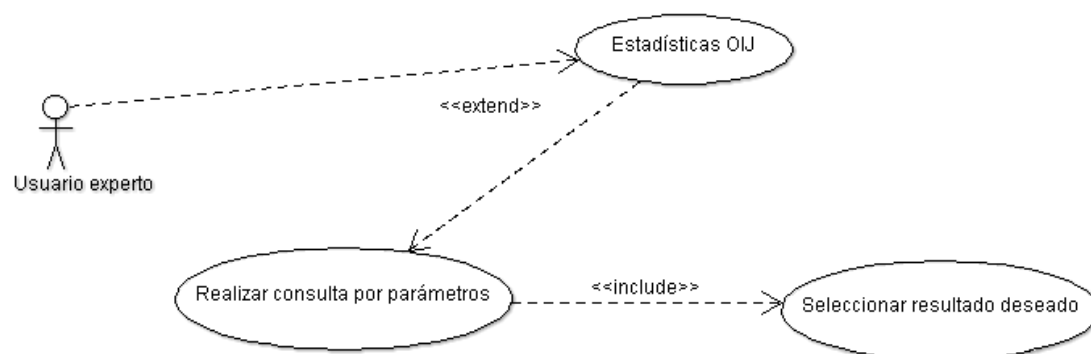 Estadísticas OIJ
<<extend>>
Usuario experto
Realizar consulta por parámetros
<<include>>
Seleccionar resultado deseado